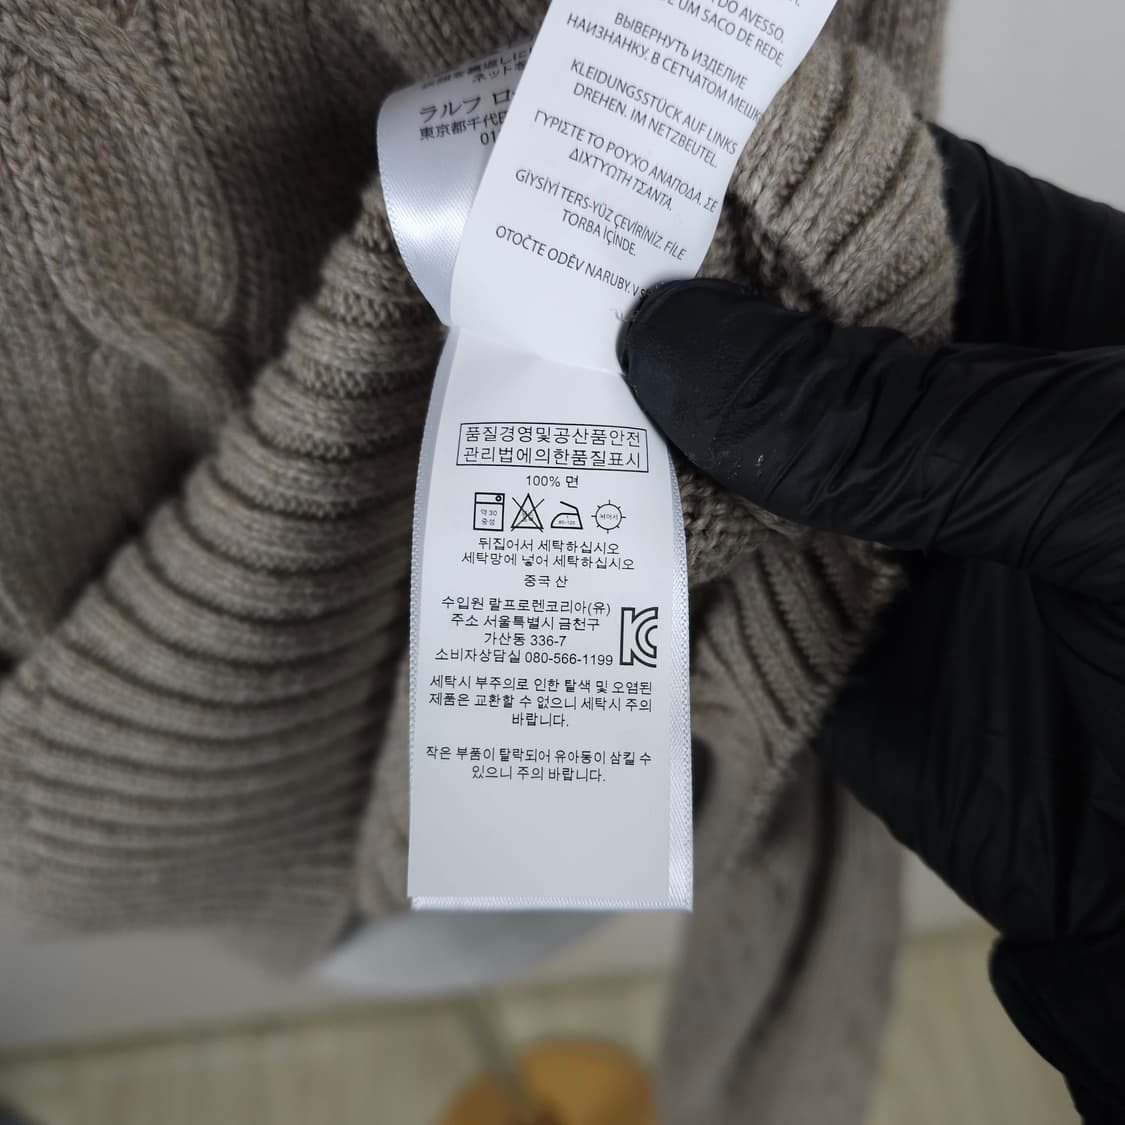 DO AVESSO.
UM SACO DE REDE.
ВЫВЕРНУТЬ ИЗДЕЛИЕ
НАИЗНАНКУ. В СЕТЧАТОМ
KLEIDUNGSSTÜCK AUF LINKS
DREHEN. IM NETZBEUTEL.
ΓΥΡΙΣΤΕ ΤΟ ΡΟΥΧΟ ΑΝΑΠΟΔΑ. ΣΕ
ΔΙΧΤΥΩΤΗ ΤΣΑΝΤΑ.
GİYSİYİ TERS-YÜZ ÇEVİRİNİZ. FİLE
TORBA İÇİNDE.
OTOČTE ODĚV NARUBY. V
ネットを
ラルフ ロ
東京都千代田
01
품질경영및공산품안전
관리법에의한품질표시
100% 면
약 30
중성
80-120
뒤집어서 세탁하십시오
세탁망에 넣어 세탁하십시오
중국 산
수입원 랄프로렌코리아(유)
주소 서울특별시 금천구
가산동 336-7
소비자상담실 080-566-1199
세탁시 부주의로 인한 탈색 및 오염된
제품은 교환할 수 없으니 세탁시 주의
바랍니다.
작은 부품이 탈락되어 유아동이 삼킬 수
있으니 주의 바랍니다.